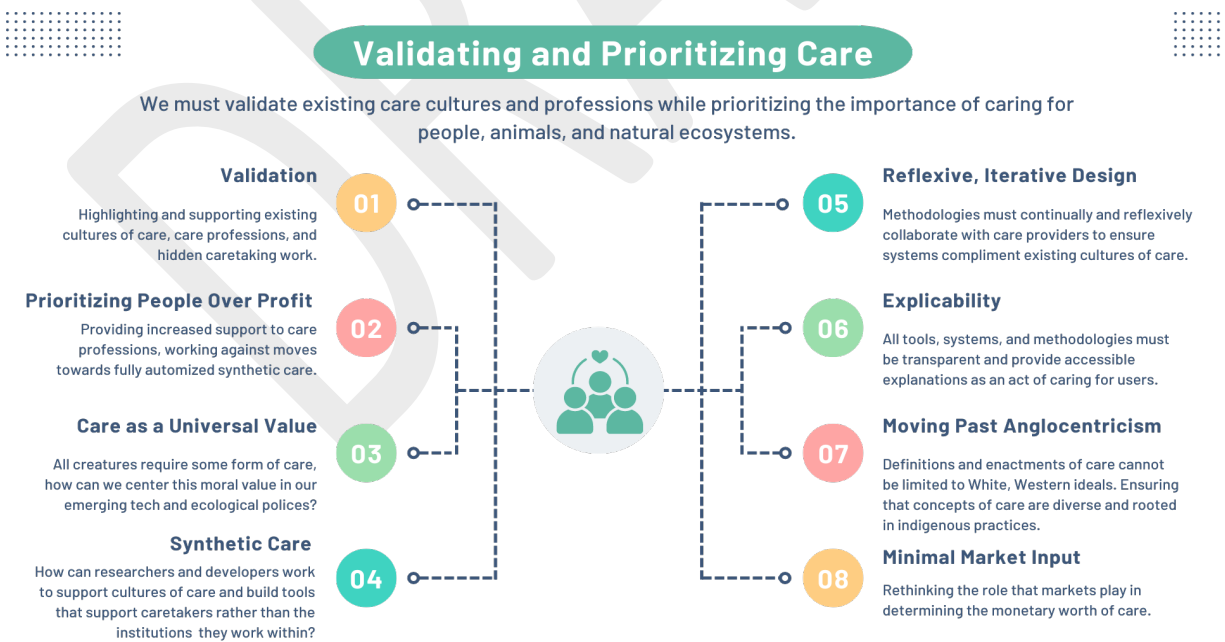 Validating and Prioritizing Care
We must validate existing care cultures and professions while prioritizing the importance of caring for
people, animals, and natural ecosystems.
Validation
01
Highlighting and supporting existing
cultures of care, care professions, and
hidden caretaking work.
Prioritizing People Over Profit
02
Providing increased support to care
professions, working against moves
towards fully automized synthetic care.
Care as a Universal Value
03
All creatures require some form of care,
how can we center this moral value in our
emerging tech and ecological polices?
Synthetic Care
04
How can researchers and developers work
to support cultures of care and build tools
that support caretakers rather than the
institutions they work within?
Reflexive, Iterative Design
05
Methodologies must continually and reflexively
collaborate with care providers to ensure
systems compliment existing cultures of care.
Explicability
06
All tools, systems, and methodologies must
be transparent and provide accessible
explanations as an act of caring for users.
Moving Past Anglocentricism
07
Definitions and enactments of care cannot
be limited to White, Western ideals. Ensuring
that concepts of care are diverse and rooted
in indigenous practices.
Minimal Market Input
08
Rethinking the role that markets play in
determining the monetary worth of care.